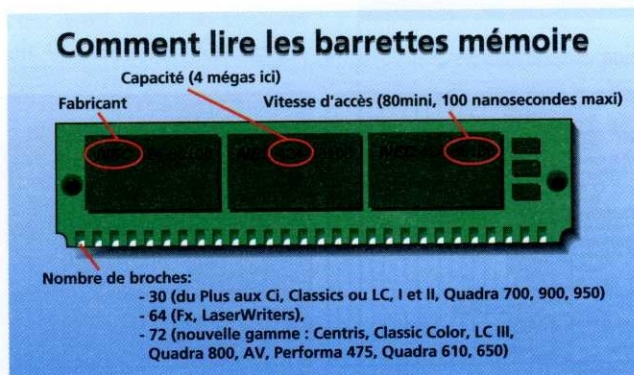 Comment lire les barrettes mémoire
Capacité (4 mégas ici)
Fabricant
Vitesse d'accès (80mini, 100 nanosecondes maxi)
Nombre de broches:
- 30 (du Plus aux Ci, Classics ou LC, I et II, Quadra 700, 900, 950)
- 64 (Fx, LaserWriters),
- 72 (nouvelle gamme : Centris, Classic Color, LC III,
Quadra 800, AV, Performa 475, Quadra 610, 650)